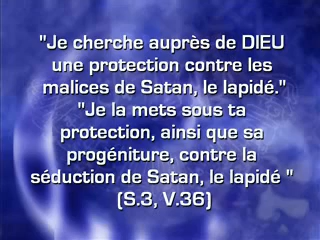 "Je cherche auprès de DIEU
une protection contre les
malices de Satan, le lapidé."
"Je la mets sous ta
protection, ainsi que sa
progéniture, contre la
séduction de Satan, le lapidé "
(S.3, V.36)